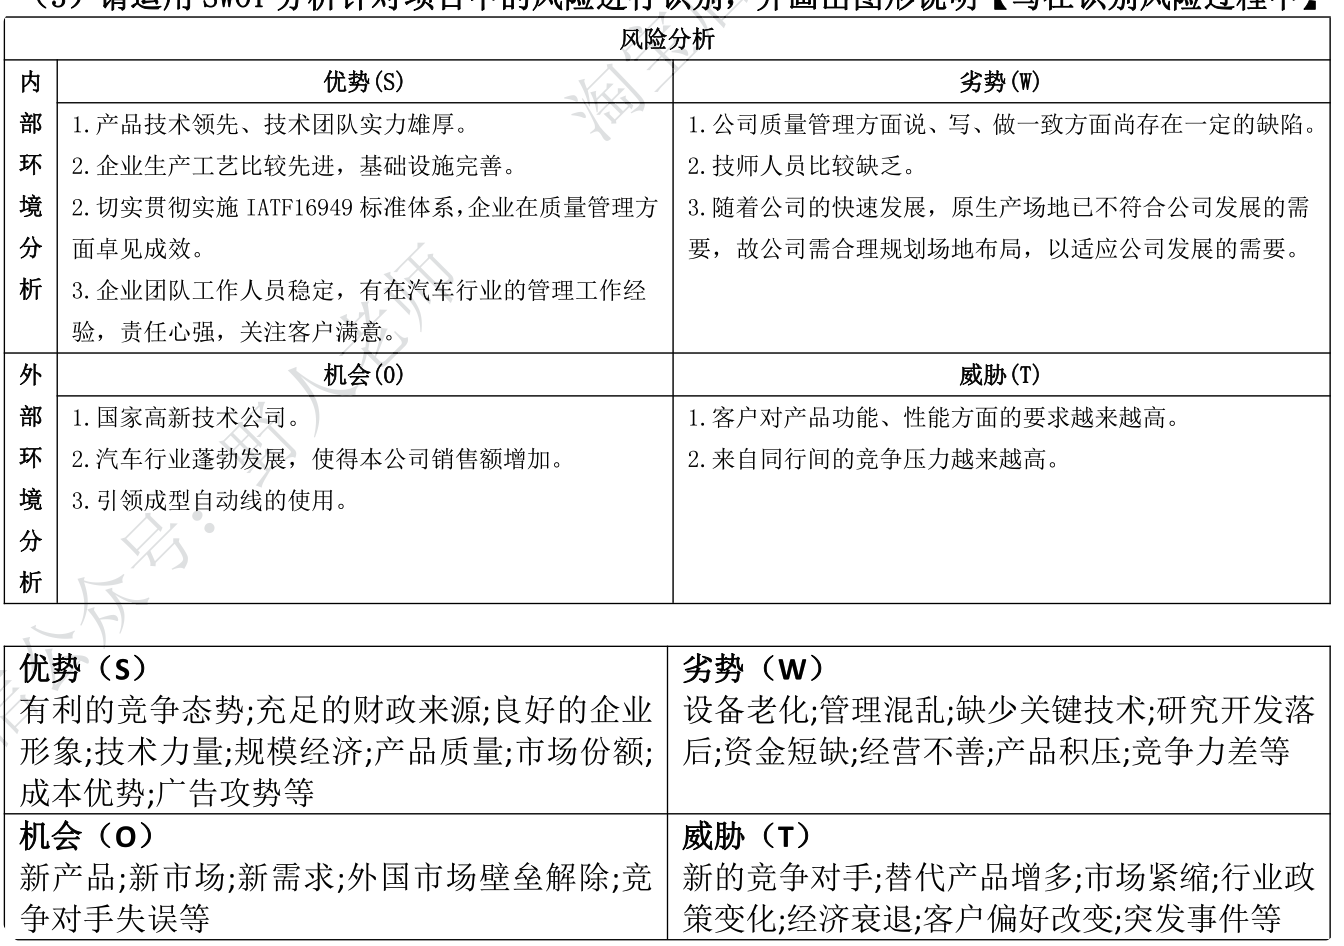 （3）请运用 SWOT 分析针对项目中的风险进行识别，并画出图形说明【写在识别风险过程中】
风险分析
内部环境分析
优势(S)
劣势(W)
1.产品技术领先、技术团队实力雄厚。
2.企业生产工艺比较先进，基础设施完善。
2.切实贯彻实施 IATF16949 标准体系,企业在质量管理方
面卓见成效。
3.企业团队工作人员稳定，有在汽车行业的管理工作经
验，责任心强，关注客户满意。
1.公司质量管理方面说、写、做一致方面尚存在一定的缺陷。
2.技师人员比较缺乏。
3.随着公司的快速发展，原生产场地已不符合公司发展的需
要，故公司需合理规划场地布局，以适应公司发展的需要。
外部环境分析
机会(O)
威胁(T)
1.国家高新技术公司。
2.汽车行业蓬勃发展，使得本公司销售额增加。
3.引领成型自动线的使用。
1.客户对产品功能、性能方面的要求越来越高。
2.来自同行间的竞争压力越来越高。
优势（S）
有利的竞争态势;充足的财政来源;良好的企业
形象;技术力量;规模经济;产品质量;市场份额;
成本优势;广告攻势等
劣势（W）
设备老化;管理混乱;缺少关键技术;研究开发落
后;资金短缺;经营不善;产品积压;竞争力差等
机会（O）
新产品;新市场;新需求;外国市场壁垒解除;竞
争对手失误等
威胁（T）
新的竞争对手;替代产品增多;市场紧缩;行业政
策变化;经济衰退;客户偏好改变;突发事件等
信公众号：野人老师
淘宝店